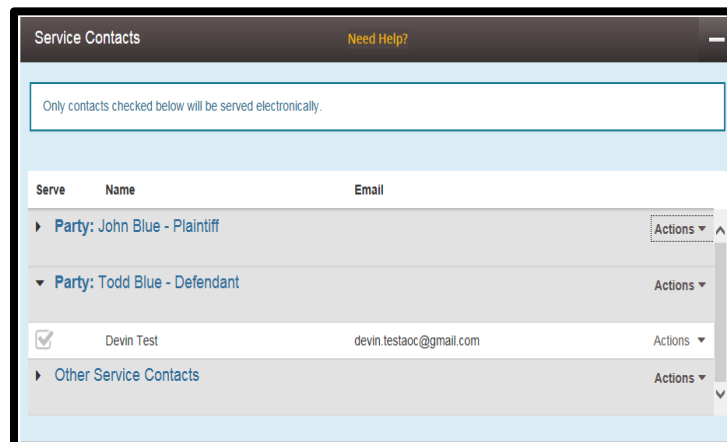 Service Contacts Need Help?
Only contacts checked below will be served electronically.
Serve Name Email
Party: John Blue - Plaintiff Actions
Party: Todd Blue - Defendant Actions
Devin Test devin.testaoc@gmail.com Actions
Other Service Contacts Actions